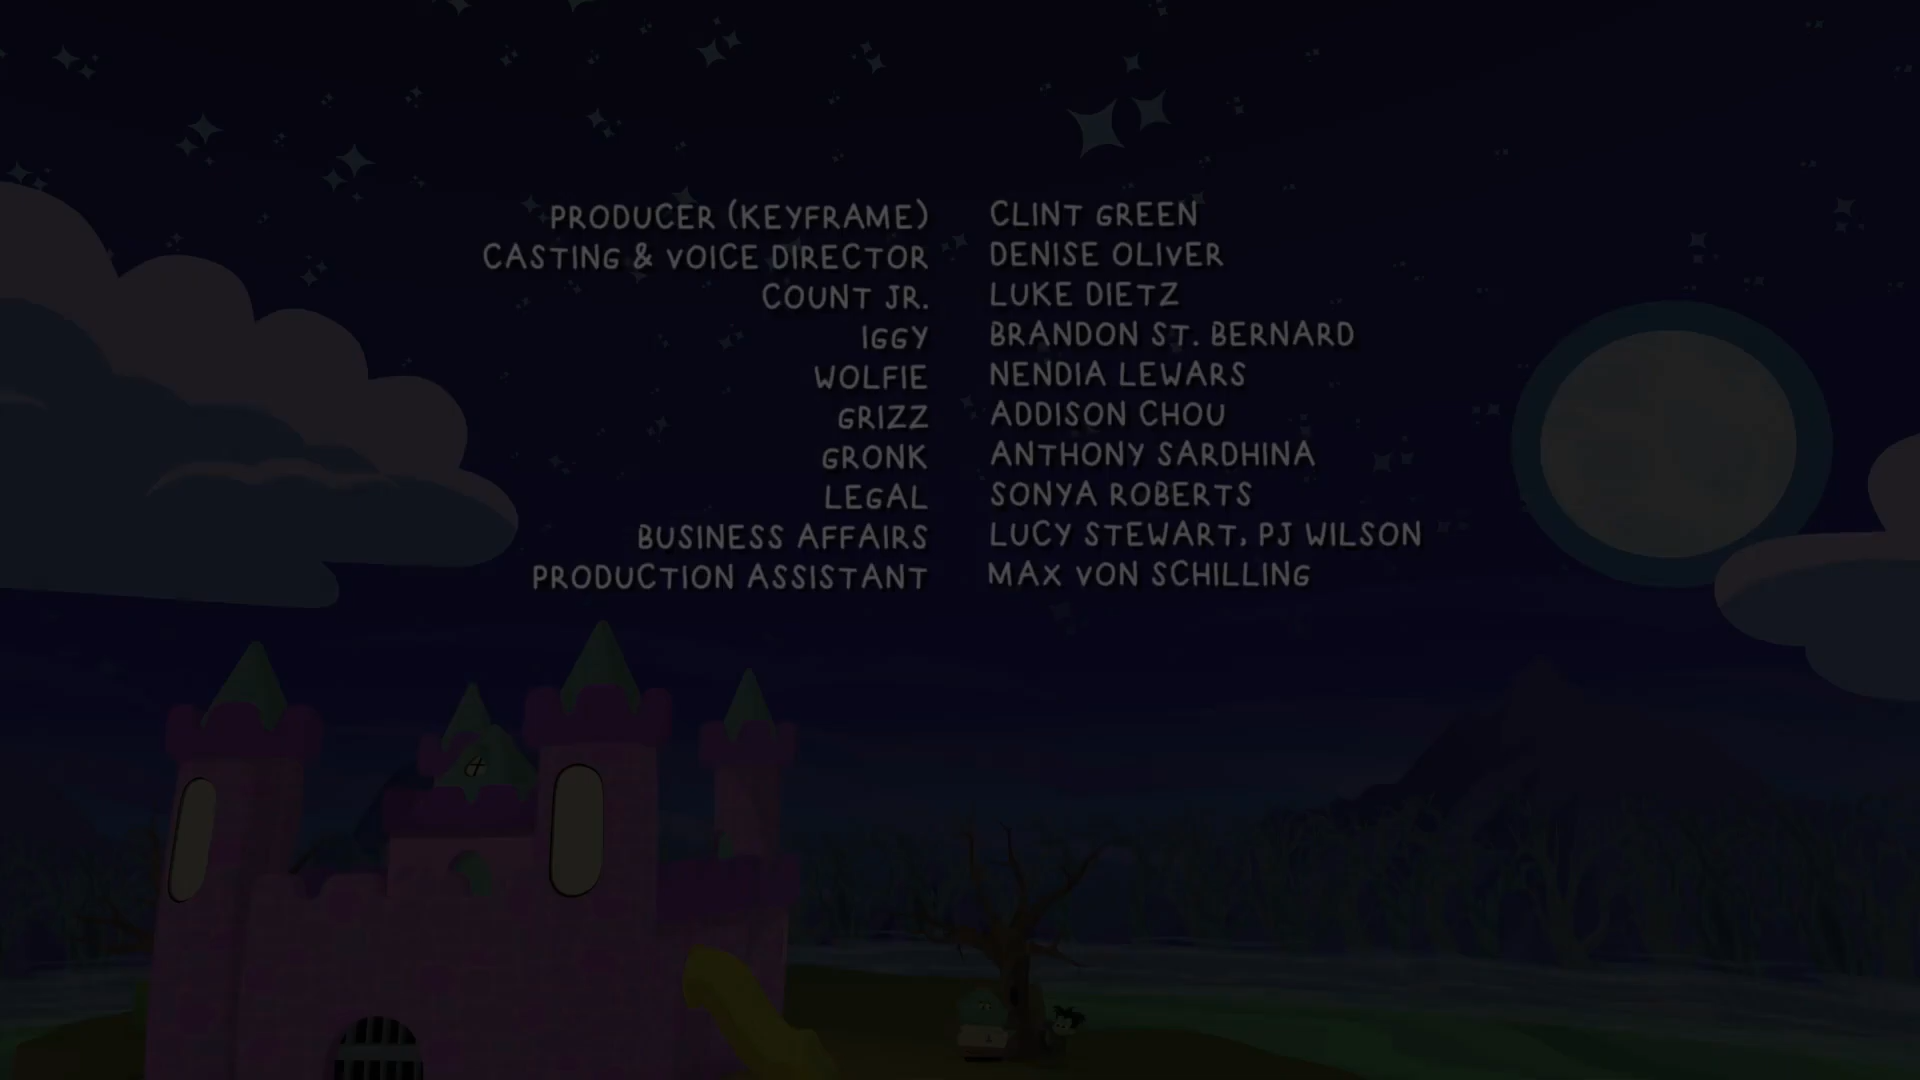 PRODUCER (KEYFRAME) CLINT GREEN
CASTING & VOICE DIRECTOR DENISE OLIVER
COUNT JR. LUKE DIETZ
IGGY BRANDON ST. BERNARD
WOLFIE NENDIA LEWARS
GRIZZ ADDISON CHOU
GRONK ANTHONY SARDHINA
LEGAL SONYA ROBERTS
BUSINESS AFFAIRS LUCY STEWART, PJ WILSON
PRODUCTION ASSISTANT MAX VON SCHILLING